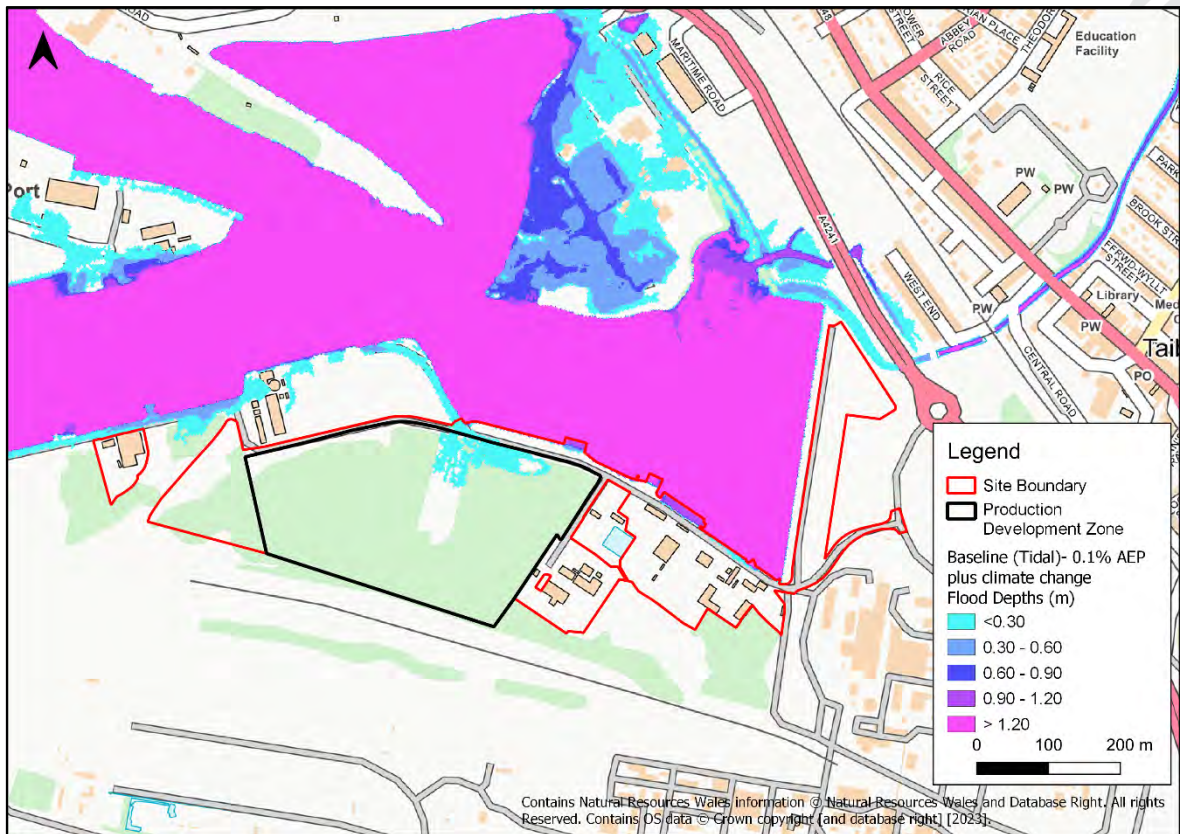 MARITIME ROAD
A4241
A48
TOWER
STREET
RICE
STREET
ABBEY
ROAD
PLACE
Education
Facility
Port
PW
PW
PARK
BROOK
FFRWD-WYLLT
STREET
WEST END
PW
Library
PW
CENTRAL ROAD
PO
Legend
Site Boundary
Production
Development Zone
Baseline (Tidal)- 0.1% AEP
plus climate change
Flood Depths (m)
<0.30
0.30 - 0.60
0.60 - 0.90
0.90 - 1.20
> 1.20
0 100 200 m
Contains Natural Resources Wales information © Natural Resources Wales and Database Right. All rights
Reserved. Contains OS data © Crown copyright [and database right] [2023].